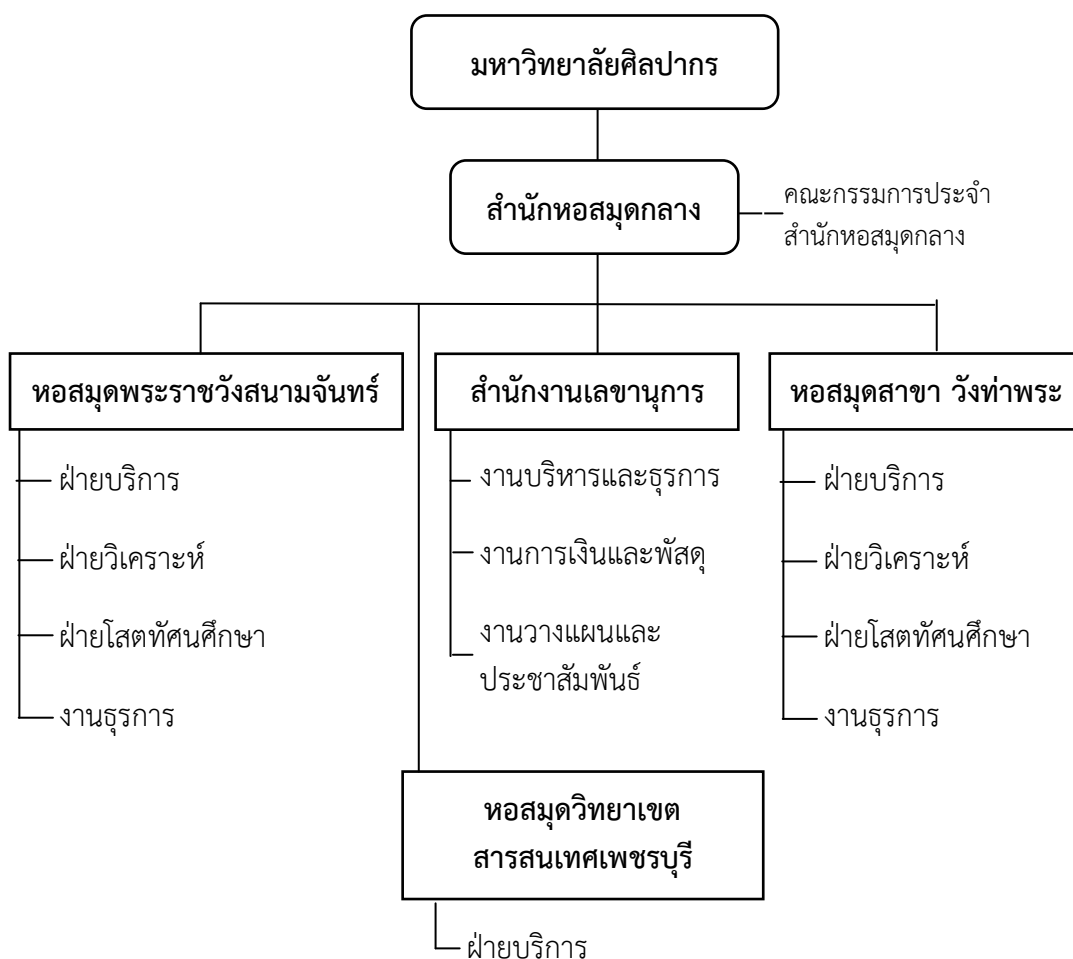 มหาวิทยาลัยศิลปากร
สำนักหอสมุดกลาง
คณะกรรมการประจำ
สำนักหอสมุดกลาง
หอสมุดพระราชวังสนามจันทร์
ฝ่ายบริการ
ฝ่ายวิเคราะห์
ฝ่ายโสตทัศนศึกษา
งานธุรการ
สำนักงานเลขานุการ
งานบริหารและธุรการ
งานการเงินและพัสดุ
งานวางแผนและ
ประชาสัมพันธ์
หอสมุดสาขา วังท่าพระ
ฝ่ายบริการ
ฝ่ายวิเคราะห์
ฝ่ายโสตทัศนศึกษา
งานธุรการ
หอสมุดวิทยาเขต
สารสนเทศเพชรบุรี
ฝ่ายบริการ